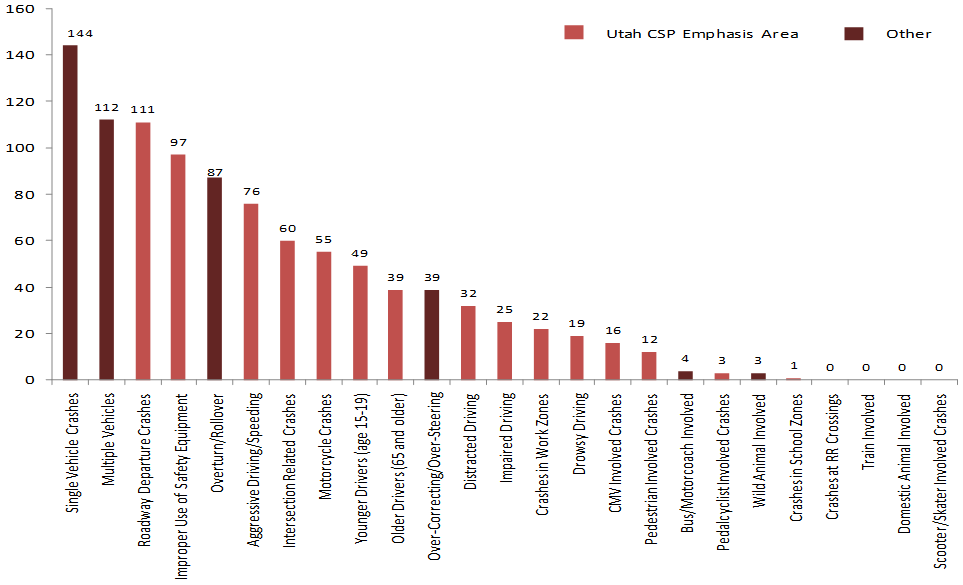 160
140
120
100
80
60
40
20
0
Utah CSP Emphasis Area
Other
144
112
111
97
87
76
60
55
49
39
39
32
25
22
19
16
12
4
3
3
1
0
0
0
0
Single Vehicle Crashes
Multiple Vehicles
Roadway Departure Crashes
Improper Use of Safety Equipment
Overturn/Rollover
Aggressive Driving/Speeding
Intersection Related Crashes
Motorcycle Crashes
Younger Drivers (age 15-19)
Older Drivers (65 and older)
Over-Correcting/Over-Steering
Distracted Driving
Impaired Driving
Crashes in Work Zones
Drowsy Driving
CMV Involved Crashes
Pedestrian Involved Crashes
Bus/Motorcoach Involved
Pedalcyclist Involved Crashes
Wild Animal Involved
Crashes in School Zones
Crashes at RR Crossings
Train Involved
Domestic Animal Involved
Scooter/Skater Involved Crashes